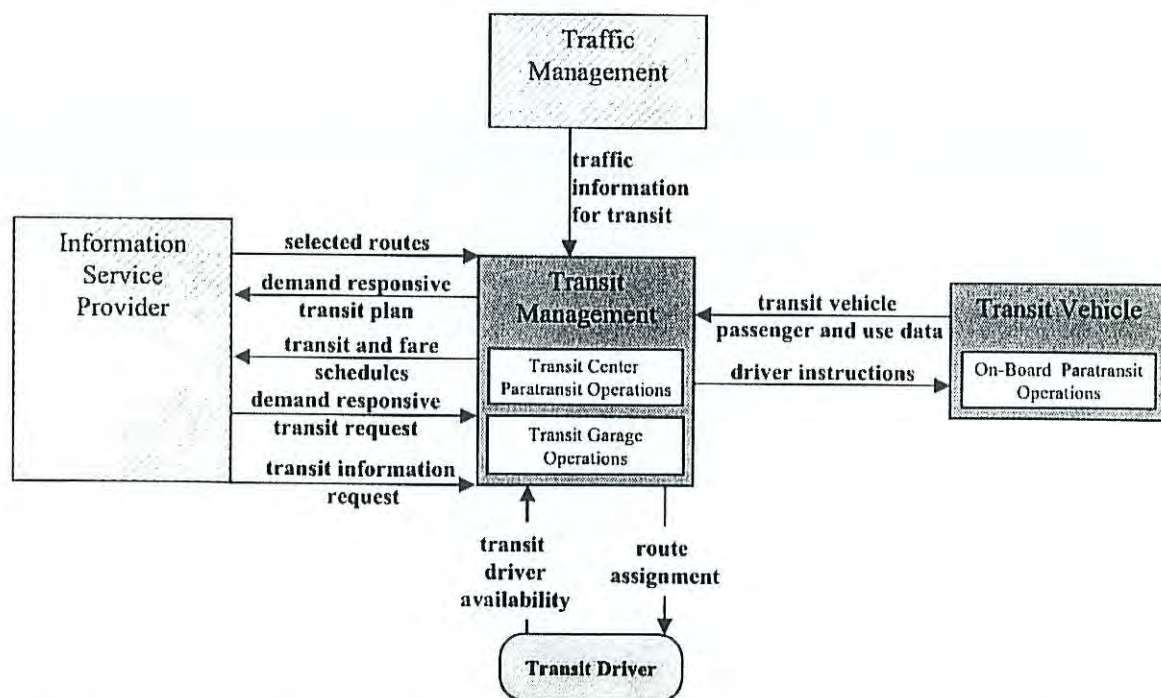 Traffic
Management
traffic
information
for transit
Information
Service
Provider
selected routes
demand responsive
transit plan
transit and fare
schedules
demand responsive
transit request
transit information
request
Transit
Management
Transit Center
Paratransit Operations
Transit Garage
Operations
transit vehicle
passenger and use data
driver instructions
Transit Vehicle
On-Board Paratransit
Operations
transit
driver
availability
route
assignment
Transit Driver